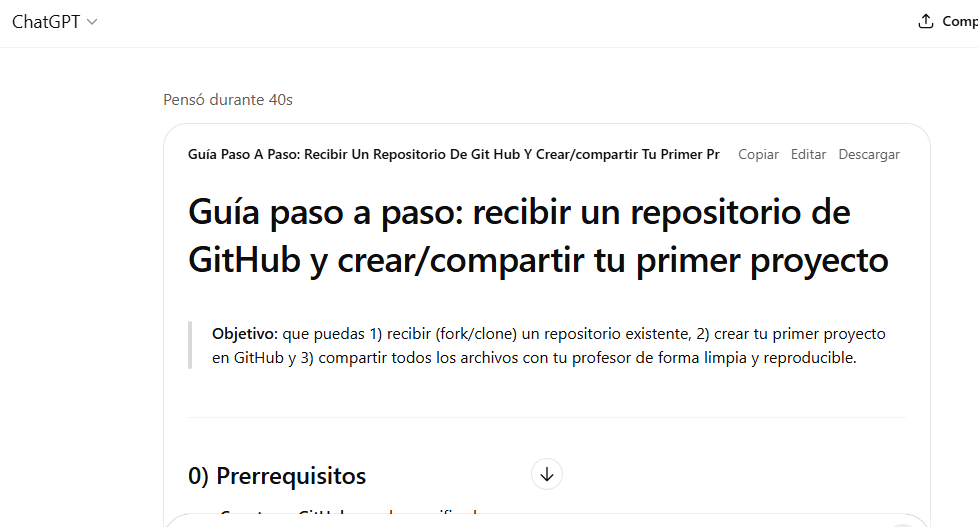 ChatGPT
Pensó durante 40s
Guía Paso A Paso: Recibir Un Repositorio De Git Hub Y Crear/compartir Tu Primer Pr
Copiar Editar Descargar
Guía paso a paso: recibir un repositorio de
GitHub y crear/compartir tu primer proyecto
Objetivo: que puedas 1) recibir (fork/clone) un repositorio existente, 2) crear tu primer proyecto
en GitHub y 3) compartir todos los archivos con tu profesor de forma limpia y reproducible.
0) Prerrequisitos